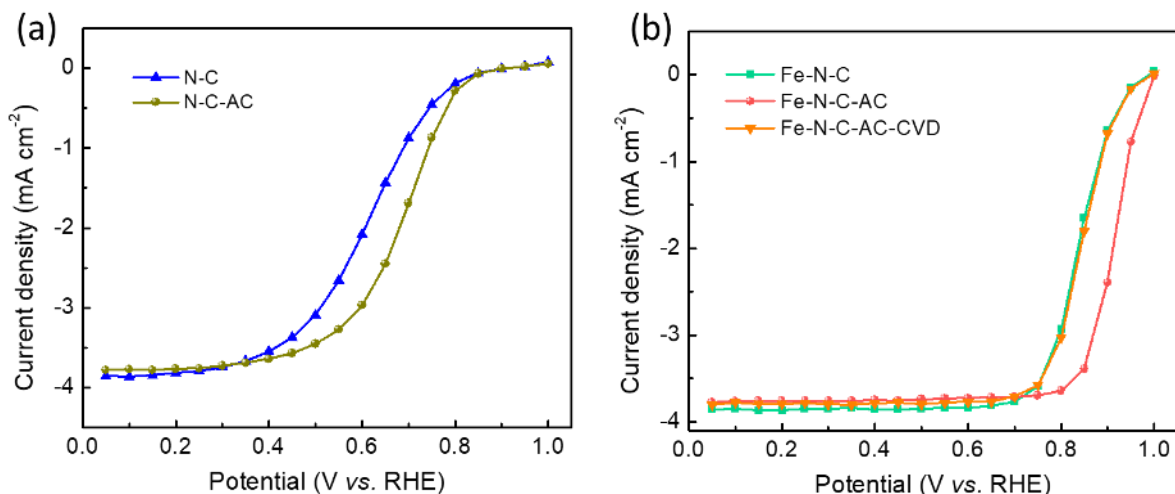 (a)
N-C
N-C-AC
0
-1
-2
-3
-4
Current density (mA cm⁻²)
0.0 0.2 0.4 0.6 0.8 1.0
Potential (V vs. RHE)
(b)
Fe-N-C
Fe-N-C-AC
Fe-N-C-AC-CVD
0
-1
-2
-3
-4
Current density (mA cm⁻²)
0.0 0.2 0.4 0.6 0.8 1.0
Potential (V vs. RHE)